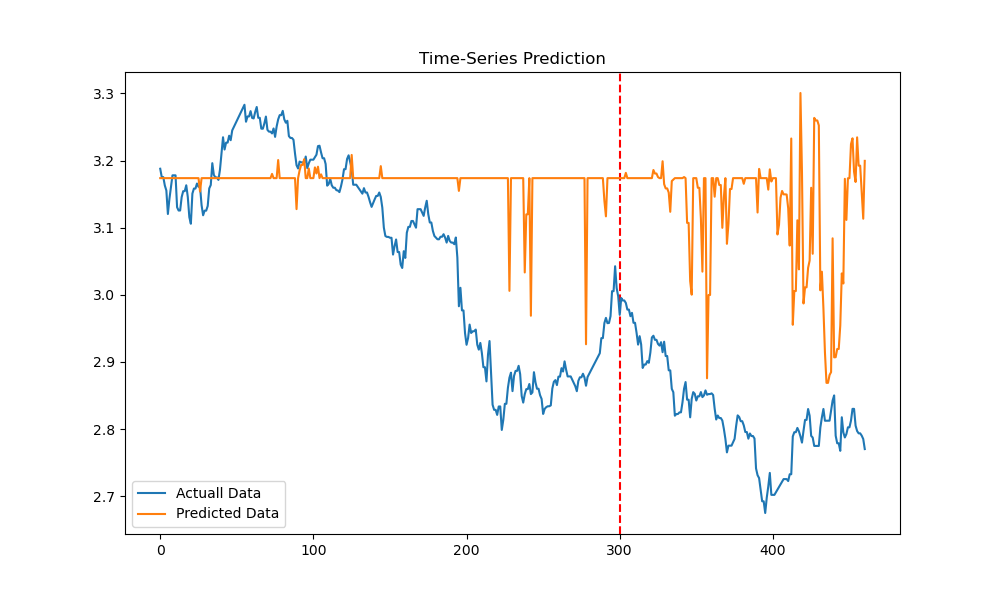 Time-Series Prediction
3.3
3.2
3.1
3.0
2.9
2.8
2.7
Actuall Data
Predicted Data
0 100 200 300 400